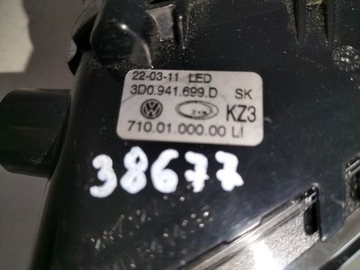 22-03-11 LED
3D0.941.699.D SK
KZ3
710.01.000.00 LI
38677